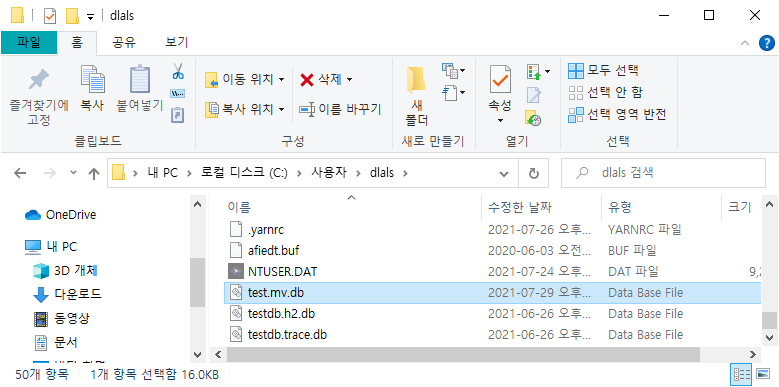 dlals
파일 홈 공유 보기
즐겨찾기에 고정
복사
붙여넣기
클립보드
이동 위치
복사 위치
삭제
이름 바꾸기
구성
새 폴더
새로 만들기
속성
열기
모두 선택
선택 안 함
선택 영역 반전
선택
내 PC 로컬 디스크 (C:) 사용자 dlals
dlals 검색
OneDrive
내 PC
3D 개체
다운로드
동영상
문서
이름 수정한 날짜 유형 크기
.yarnrc 2021-07-26 오후... YARNRC 파일
afiedt.buf 2020-06-03 오전... BUF 파일
NTUSER.DAT 2021-07-24 오후... DAT 파일 9,2
test.mv.db 2021-07-29 오후... Data Base File
testdb.h2.db 2021-06-26 오후... Data Base File
testdb.trace.db 2021-06-26 오후... Data Base File
50개 항목 1개 항목 선택함 16.0KB